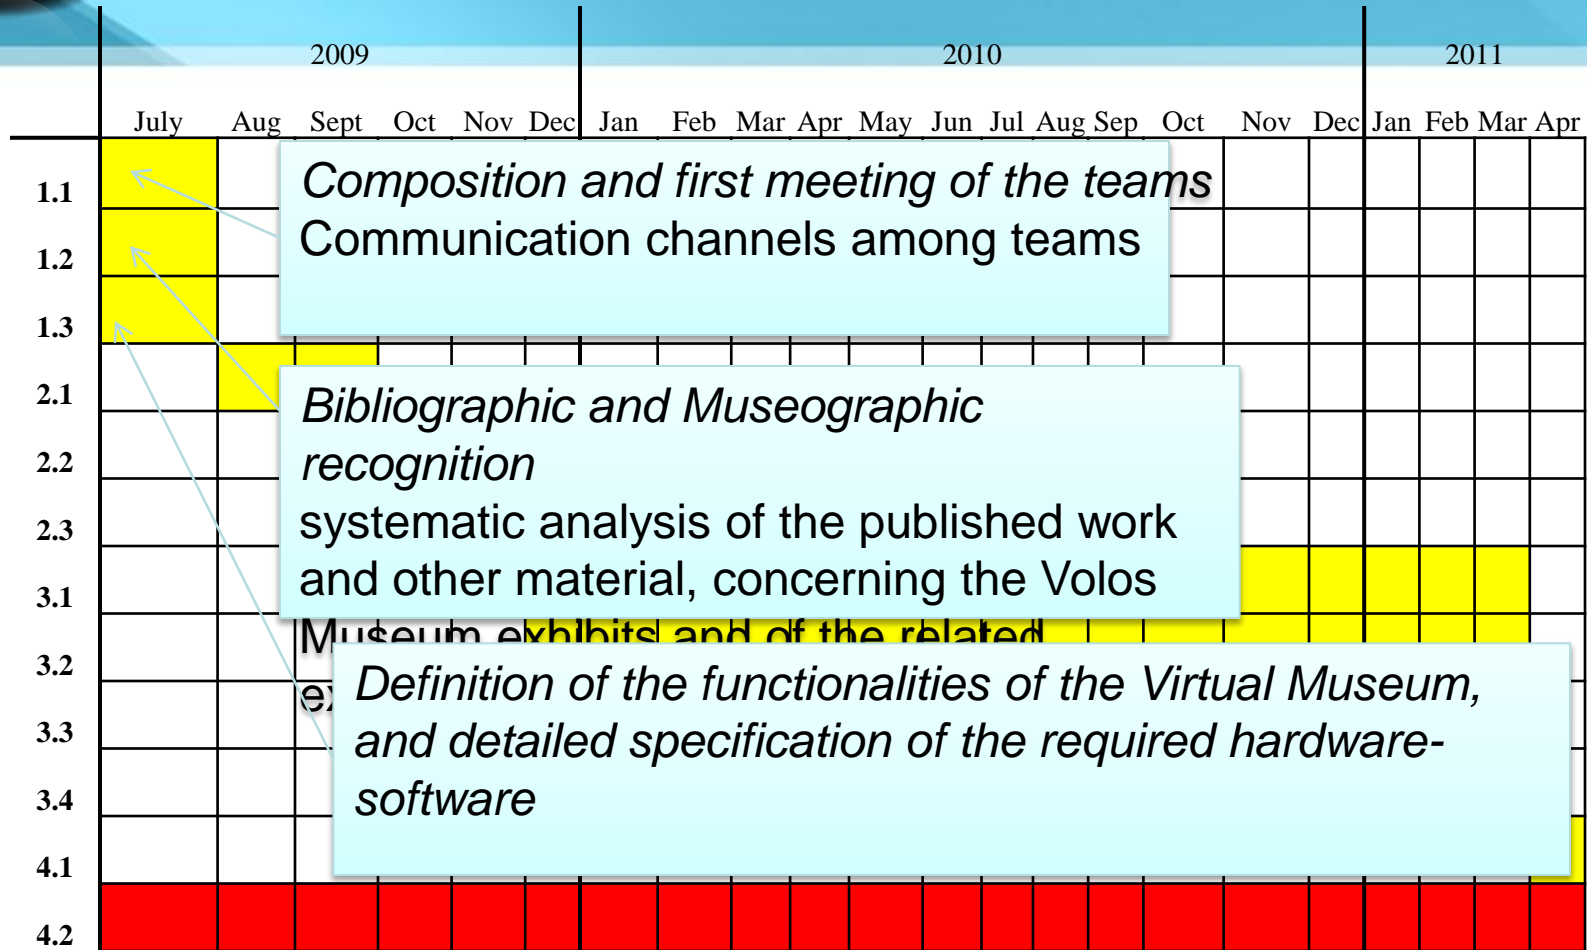 2009 2010 2011
July Aug Sept Oct Nov Dec Jan Feb Mar Apr May Jun Jul Aug Sep Oct Nov Dec Jan Feb Mar Apr
1.1
Composition and first meeting of the teams
Communication channels among teams
1.2
1.3
2.1
Bibliographic and Museographic
recognition
2.2
systematic analysis of the published work
2.3
and other material, concerning the Volos
3.1
Museum exhibits and of the related
3.2
Definition of the functionalities of the Virtual Museum,
3.3
and detailed specification of the required hardware-
software
3.4
4.1
4.2